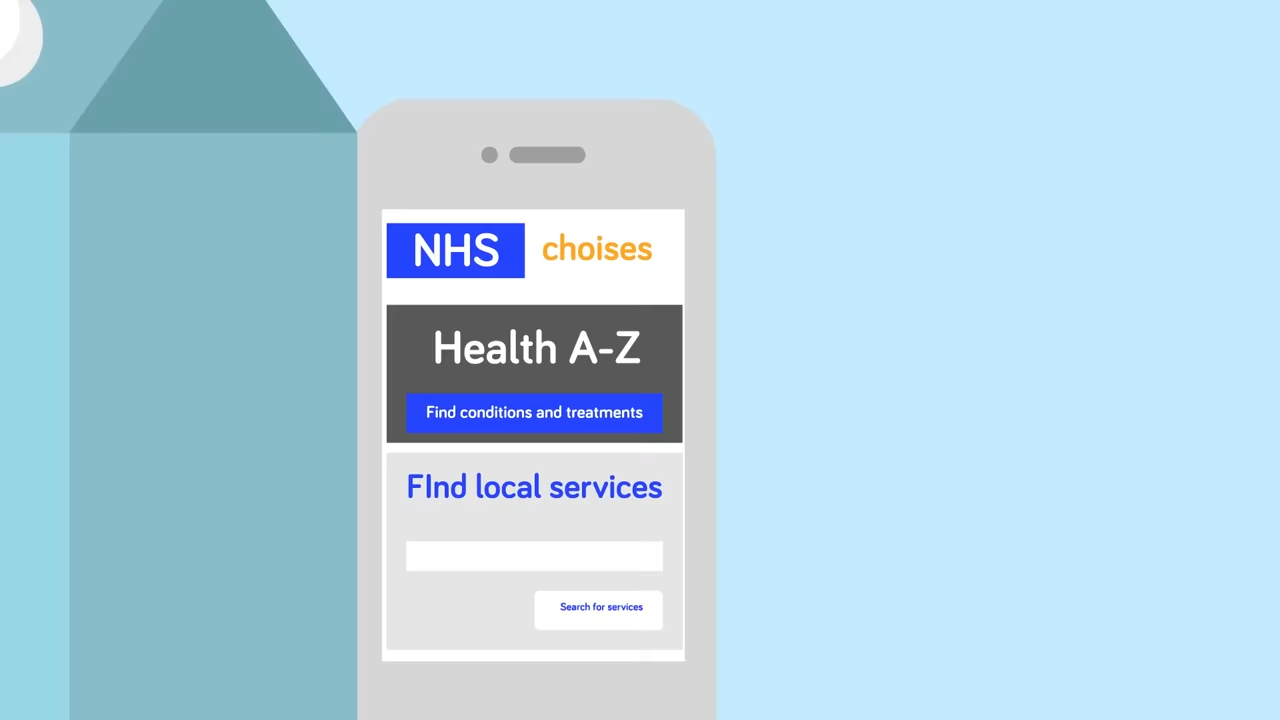 NHS choises
Health A-Z
Find conditions and treatments
FInd local services
Search for services